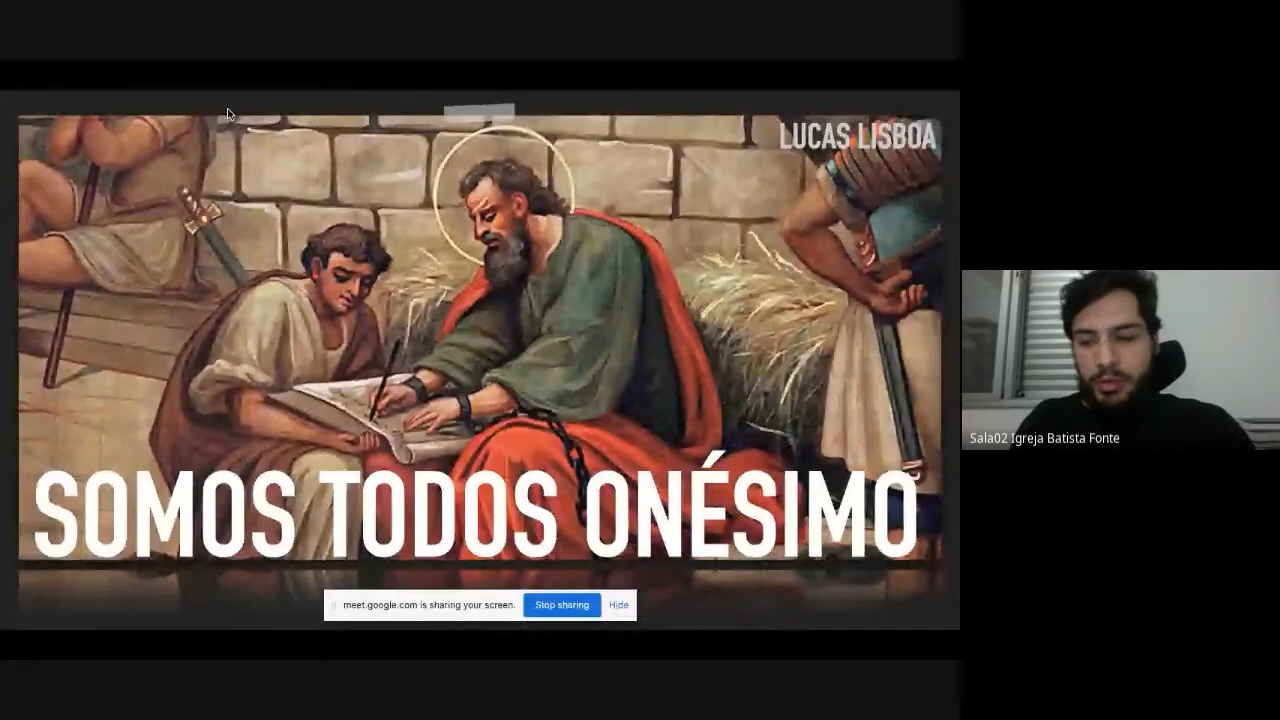 LUCAS LISBOA
SOMOS TODOS ONÉSIMO
meet.google.com is sharing your screen.
Stop sharing
Hide
Sala02 Igreja Batista Fonte